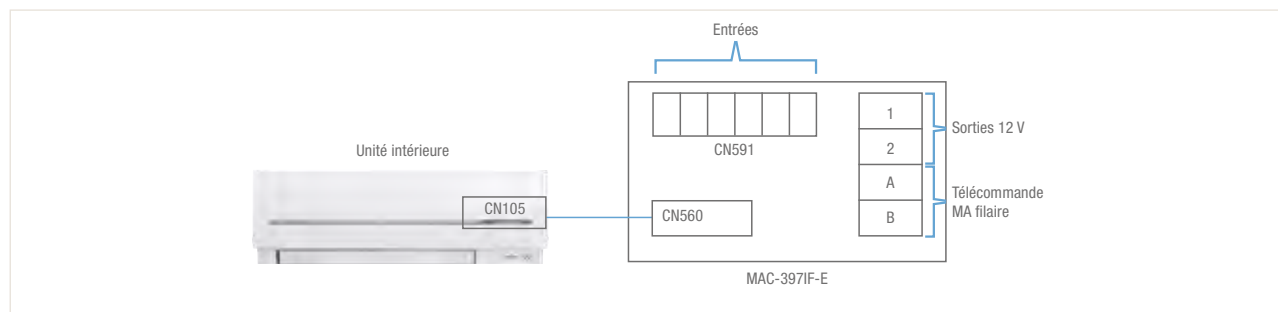 Entrées
1
Sorties 12 V
CN591
2
Unité intérieure
A
Télécommande
MA filaire
CN105
CN560
B
MAC-397IF-E